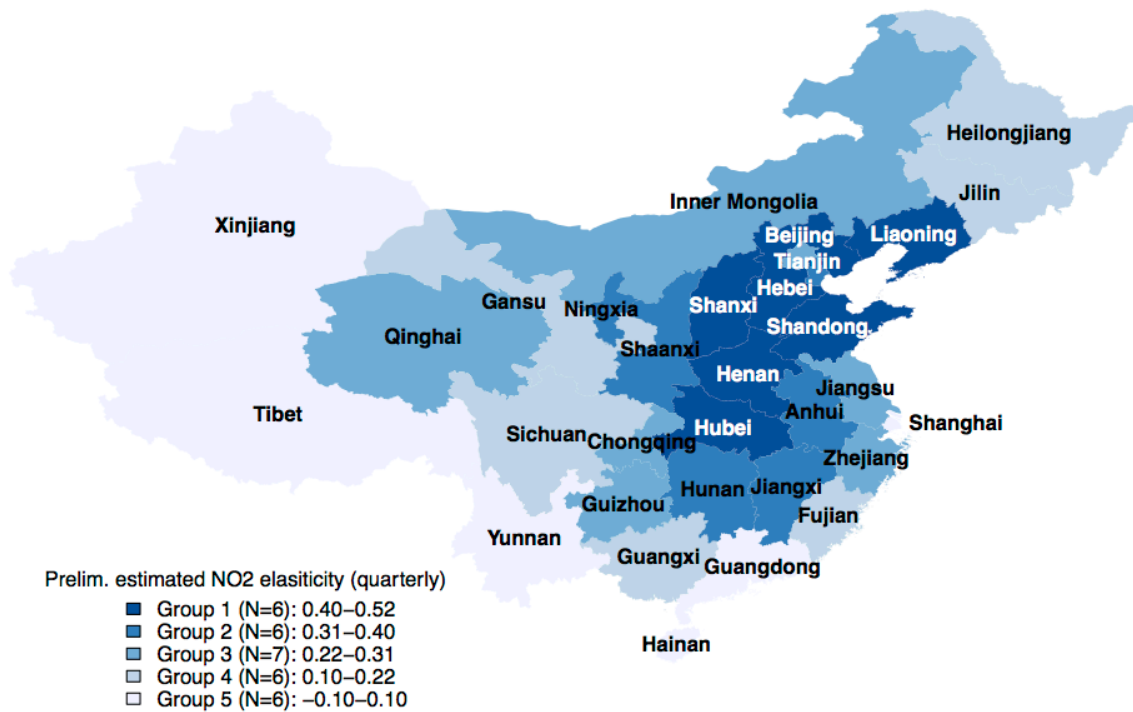 Heilongjiang
Jilin
Inner Mongolia
Xinjiang
Beijing
Liaoning
Tianjin
Hebei
Gansu
Ningxia
Shanxi
Shandong
Qinghai
Shaanxi
Henan
Jiangsu
Anhui
Tibet
Shanghai
Sichuan
Chongqing
Hubei
Zhejiang
Hunan
Jiangxi
Guizhou
Fujian
Yunnan
Guangxi
Guangdong
Hainan
Prelim. estimated NO2 elasiticity (quarterly)
Group 1 (N=6): 0.40−0.52
Group 2 (N=6): 0.31−0.40
Group 3 (N=7): 0.22−0.31
Group 4 (N=6): 0.10−0.22
Group 5 (N=6): −0.10−0.10